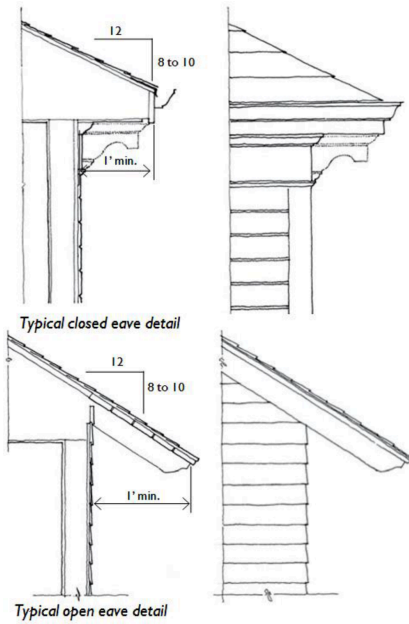 12
8 to 10
1' min.
Typical closed eave detail
12
8 to 10
1' min.
Typical open eave detail